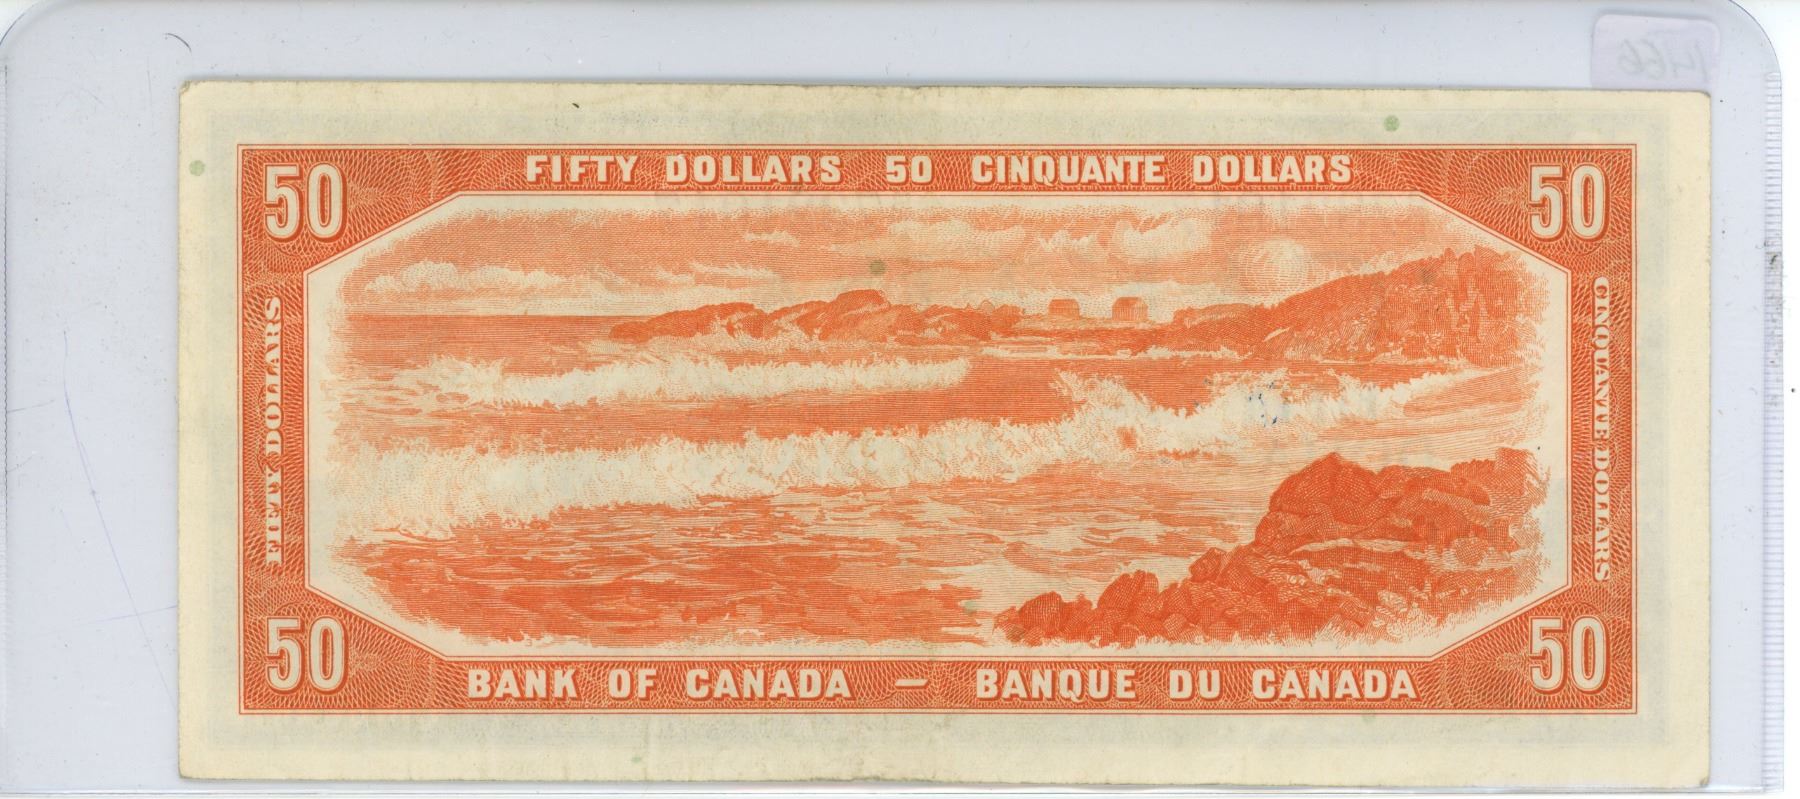 1466
50 FIFTY DOLLARS 50 CINQUANTE DOLLARS 50
FIFTY DOLLARS
CINQUANTE DOLLARS
50 BANK OF CANADA — BANQUE DU CANADA 50